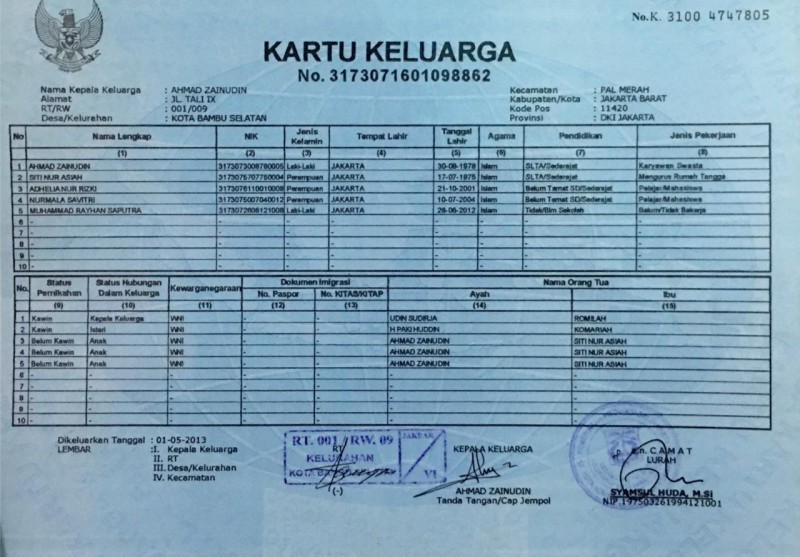 No.K. 3100 4747805
KARTU KELUARGA
No. 3173071601098862
Nama Kepala Keluarga : AHMAD ZAINUDIN
Alamat : JL. TALI IX
RT/RW : 001/009
Desa/Kelurahan : KOTA BAMBU SELATAN
Kecamatan : PAL MERAH
Kabupaten/Kota : JAKARTA BARAT
Kode Pos : 11420
Provinsi : DKI JAKARTA
No Nama Lengkap NIK Jenis Kelamin Tempat Lahir Tanggal Lahir Agama Pendidikan Jenis Pekerjaan
(1) (2) (3) (4) (5) (6) (7) (8)
1 AHMAD ZAINUDIN 3173073008780005 Laki-Laki JAKARTA 30-08-1978 Islam SLTA/Sederajat Karyawan Swasta
2 SITI NUR ASIAH 3173075707750004 Perempuan JAKARTA 17-07-1975 Islam SLTA/Sederajat Mengurus Rumah Tangga
3 ADHELIA NUR RIZKI 3173076110010008 Perempuan JAKARTA 21-10-2001 Islam Belum Tamat SD/Sederajat Pelajar/Mahasiswa
4 NURMALA SAVITRI 3173075007040012 Perempuan JAKARTA 10-07-2004 Islam Belum Tamat SD/Sederajat Pelajar/Mahasiswa
5 MUHAMMAD RAYHAN SAPUTRA 3173072606121008 Laki-Laki JAKARTA 26-06-2012 Islam Tidak/Blm Sekolah Belum/Tidak Bekerja
6 - - - - - - - -
7 - - - - - - - -
8 - - - - - - - -
9 - - - - - - - -
10 - - - - - - - -
No. Status Pernikahan Status Hubungan Dalam Keluarga Kewarganegaraan Dokumen Imigrasi Nama Orang Tua
No. Paspor No. KITAS/KITAP Ayah Ibu
(9) (10) (11) (12) (13) (14) (15)
1 Kawin Kepala Keluarga WNI - - UDIN SUDIRJA ROMILAH
2 Kawin Isteri WNI - - H PAKI HUDDIN KOMARIAH
3 Belum Kawin Anak WNI - - AHMAD ZAINUDIN SITI NUR ASIAH
4 Belum Kawin Anak WNI - - AHMAD ZAINUDIN SITI NUR ASIAH
5 Belum Kawin Anak WNI - - AHMAD ZAINUDIN SITI NUR ASIAH
6 - - - - - - -
7 - - - - - - -
8 - - - - - - -
9 - - - - - - -
10 - - - - - - -
Dikeluarkan Tanggal : 01-05-2013
LEMBAR :I. Kepala Keluarga
II. RT
III. Desa/Kelurahan
IV. Kecamatan
RT. 001 / RW. 09
RT
KELURAHAN
KOTA
JAKBAR
VI
(-)
KEPALA KELUARGA
AHMAD ZAINUDIN
Tanda Tangan/Cap Jempol
a.n. C A M A T
LURAH
SYAMSUL HUDA, M.SI
NIP.197503261994121001